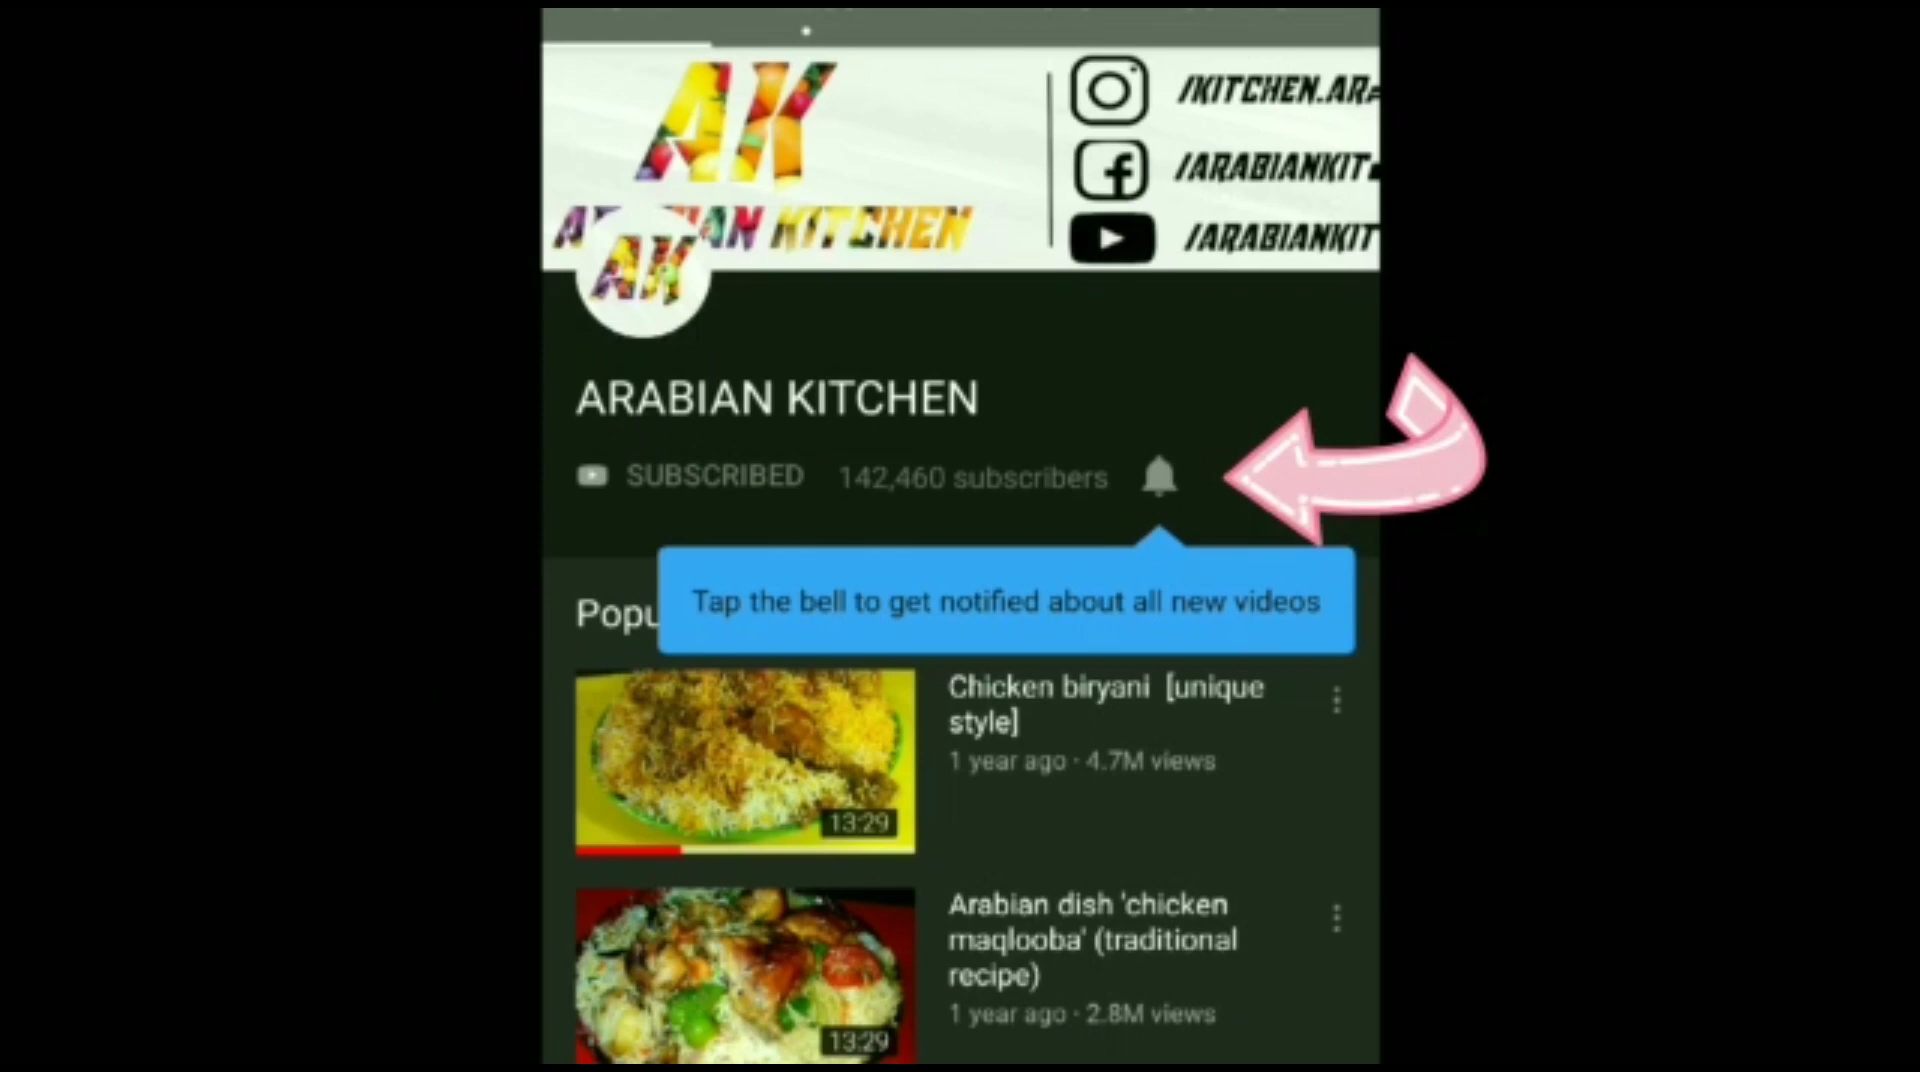 AK
ARABIAN KITCHEN
/KITCHEN.AR
/ARABIANKIT
/ARABIANKIT
AK
ARABIAN KITCHEN
SUBSCRIBED 142,460 subscribers
Tap the bell to get notified about all new videos
Popu
Chicken biryani [unique
style]
1 year ago · 4.7M views
13:29
Arabian dish 'chicken
maqlooba' (traditional
recipe)
1 year ago · 2.8M views
13:29